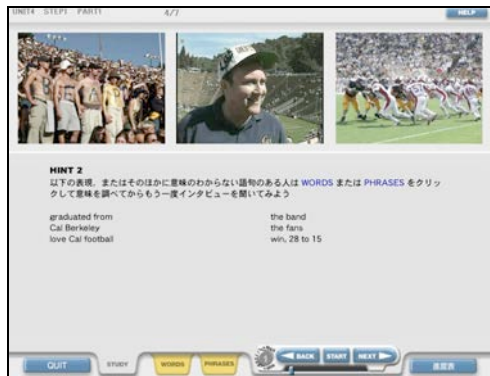 UNIT4 STEP1 PART1 4/7 HELP
HINT 2
以下の表現，またはそのほかに意味のわからない語句のある人は WORDS または PHRASES をクリッ
クして意味を調べてからもう一度インタビューを聞いてみよう
graduated from the band
Cal Berkeley the fans
love Cal football win, 28 to 15
QUIT STUDY WORDS PHRASES BACK START NEXT 進度表